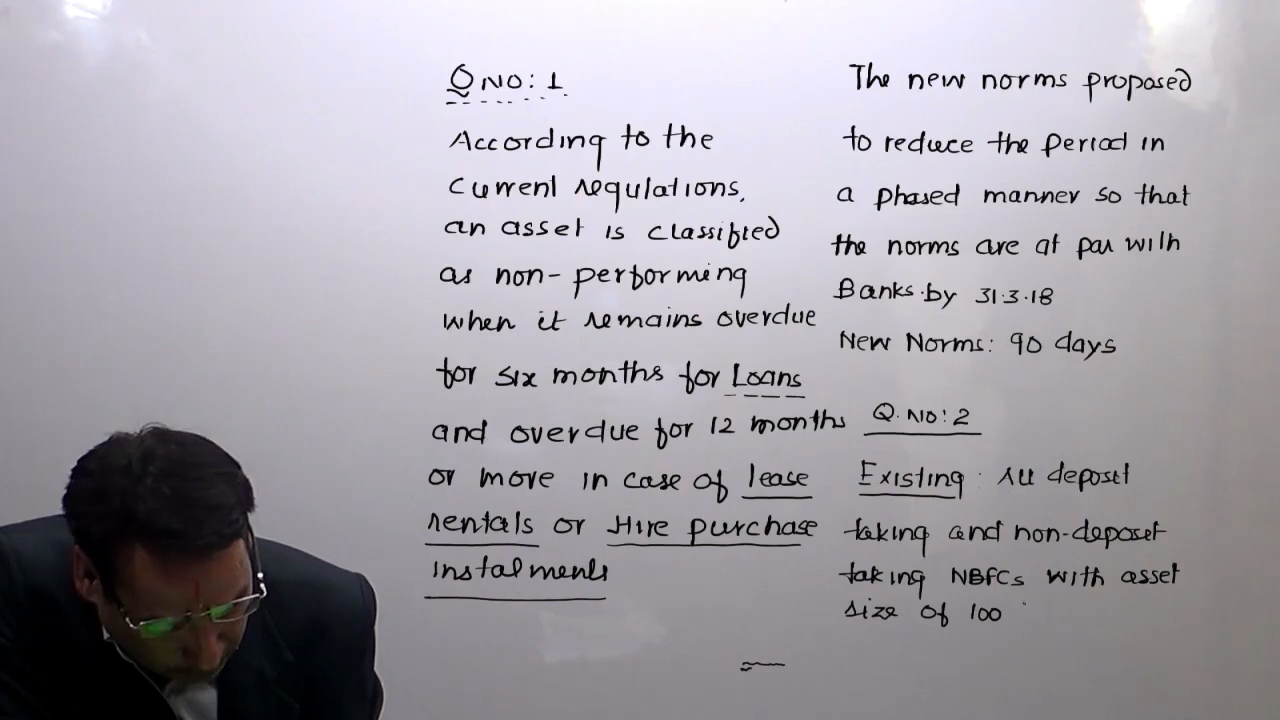 Q NO: 1
According to the
Current regulations,
an asset is classified
as non-performing
when it remains overdue
for six months for Loans
and overdue for 12 months
or more in case of lease
rentals or Hire purchase
instalments
The new norms proposed
to reduce the period in
a phased manner so that
the norms are at par with
Banks by 31.3.18
New Norms: 90 days
Q. NO: 2
Existing: All deposit
taking and non-deposit
taking NBFCs with asset
size of 100